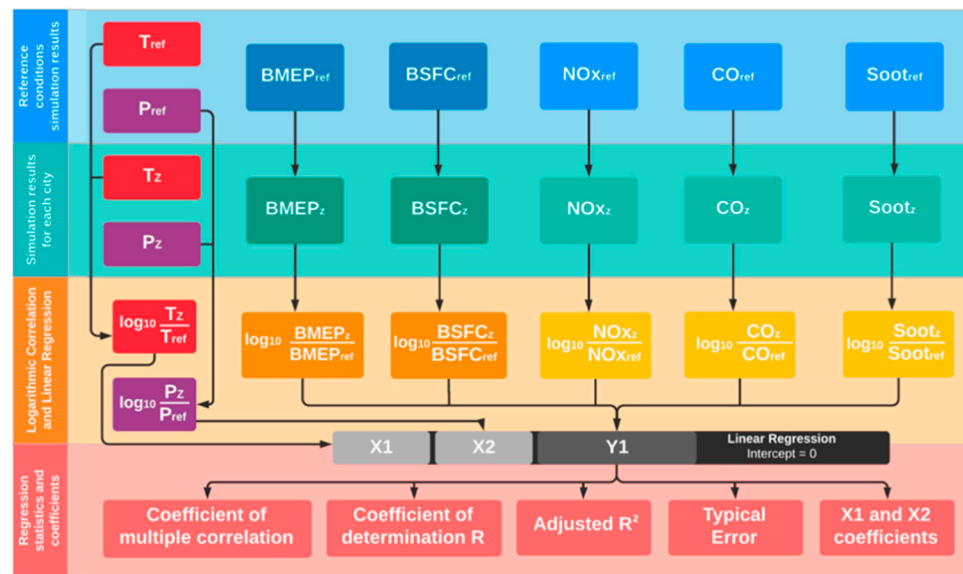 Reference
conditions
simulation results
Tref
Pref
BMEPref
BSFCref
NOxref
COref
Sootref
Simulation results
for each city
Tz
Pz
BMEPz
BSFCz
NOxz
COz
Sootz
Logarithmic Correlation
and Linear Regression
log10 Tz/Tref
log10 Pz/Pref
log10 BMEPz/BMEPref
log10 BSFCz/BSFCref
log10 NOxz/NOxref
log10 COz/COref
log10 Sootz/Sootref
X1
X2
Y1
Linear Regression
Intercept = 0
Regression
statistics and
coefficients
Coefficient of
multiple correlation
Coefficient of
determination R
Adjusted R²
Typical
Error
X1 and X2
coefficients